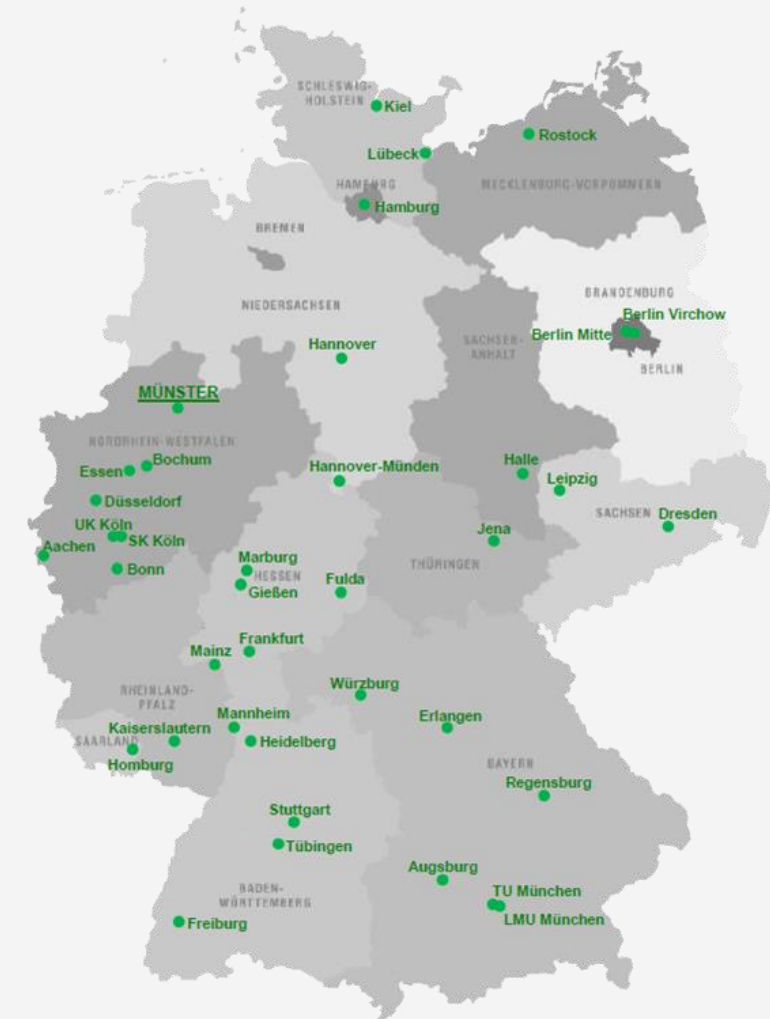 SCHLESWIG-
HOLSTEIN
Kiel
Rostock
Lübeck
MECKLENBURG-VORPOMMERN
HAMBURG
Hamburg
BREMEN
NIEDERSACHSEN
BRANDENBURG
Berlin Virchow
Berlin Mitte
BERLIN
SACHSEN-
ANHALT
Hannover
MÜNSTER
NORDRHEIN-WESTFALEN
Bochum
Essen
Hannover-Münden
Halle
Leipzig
Düsseldorf
SACHSEN
Dresden
UK Köln
SK Köln
Aachen
Jena
Bonn
Marburg
HESSEN
Gießen
Fulda
THÜRINGEN
Frankfurt
Mainz
RHEINLAND-
PFALZ
Würzburg
Mannheim
Erlangen
Kaiserslautern
SAARLAND
Heidelberg
Homburg
BAYERN
Regensburg
Stuttgart
Tübingen
Augsburg
BADEN-
WÜRTTEMBERG
TU München
LMU München
Freiburg